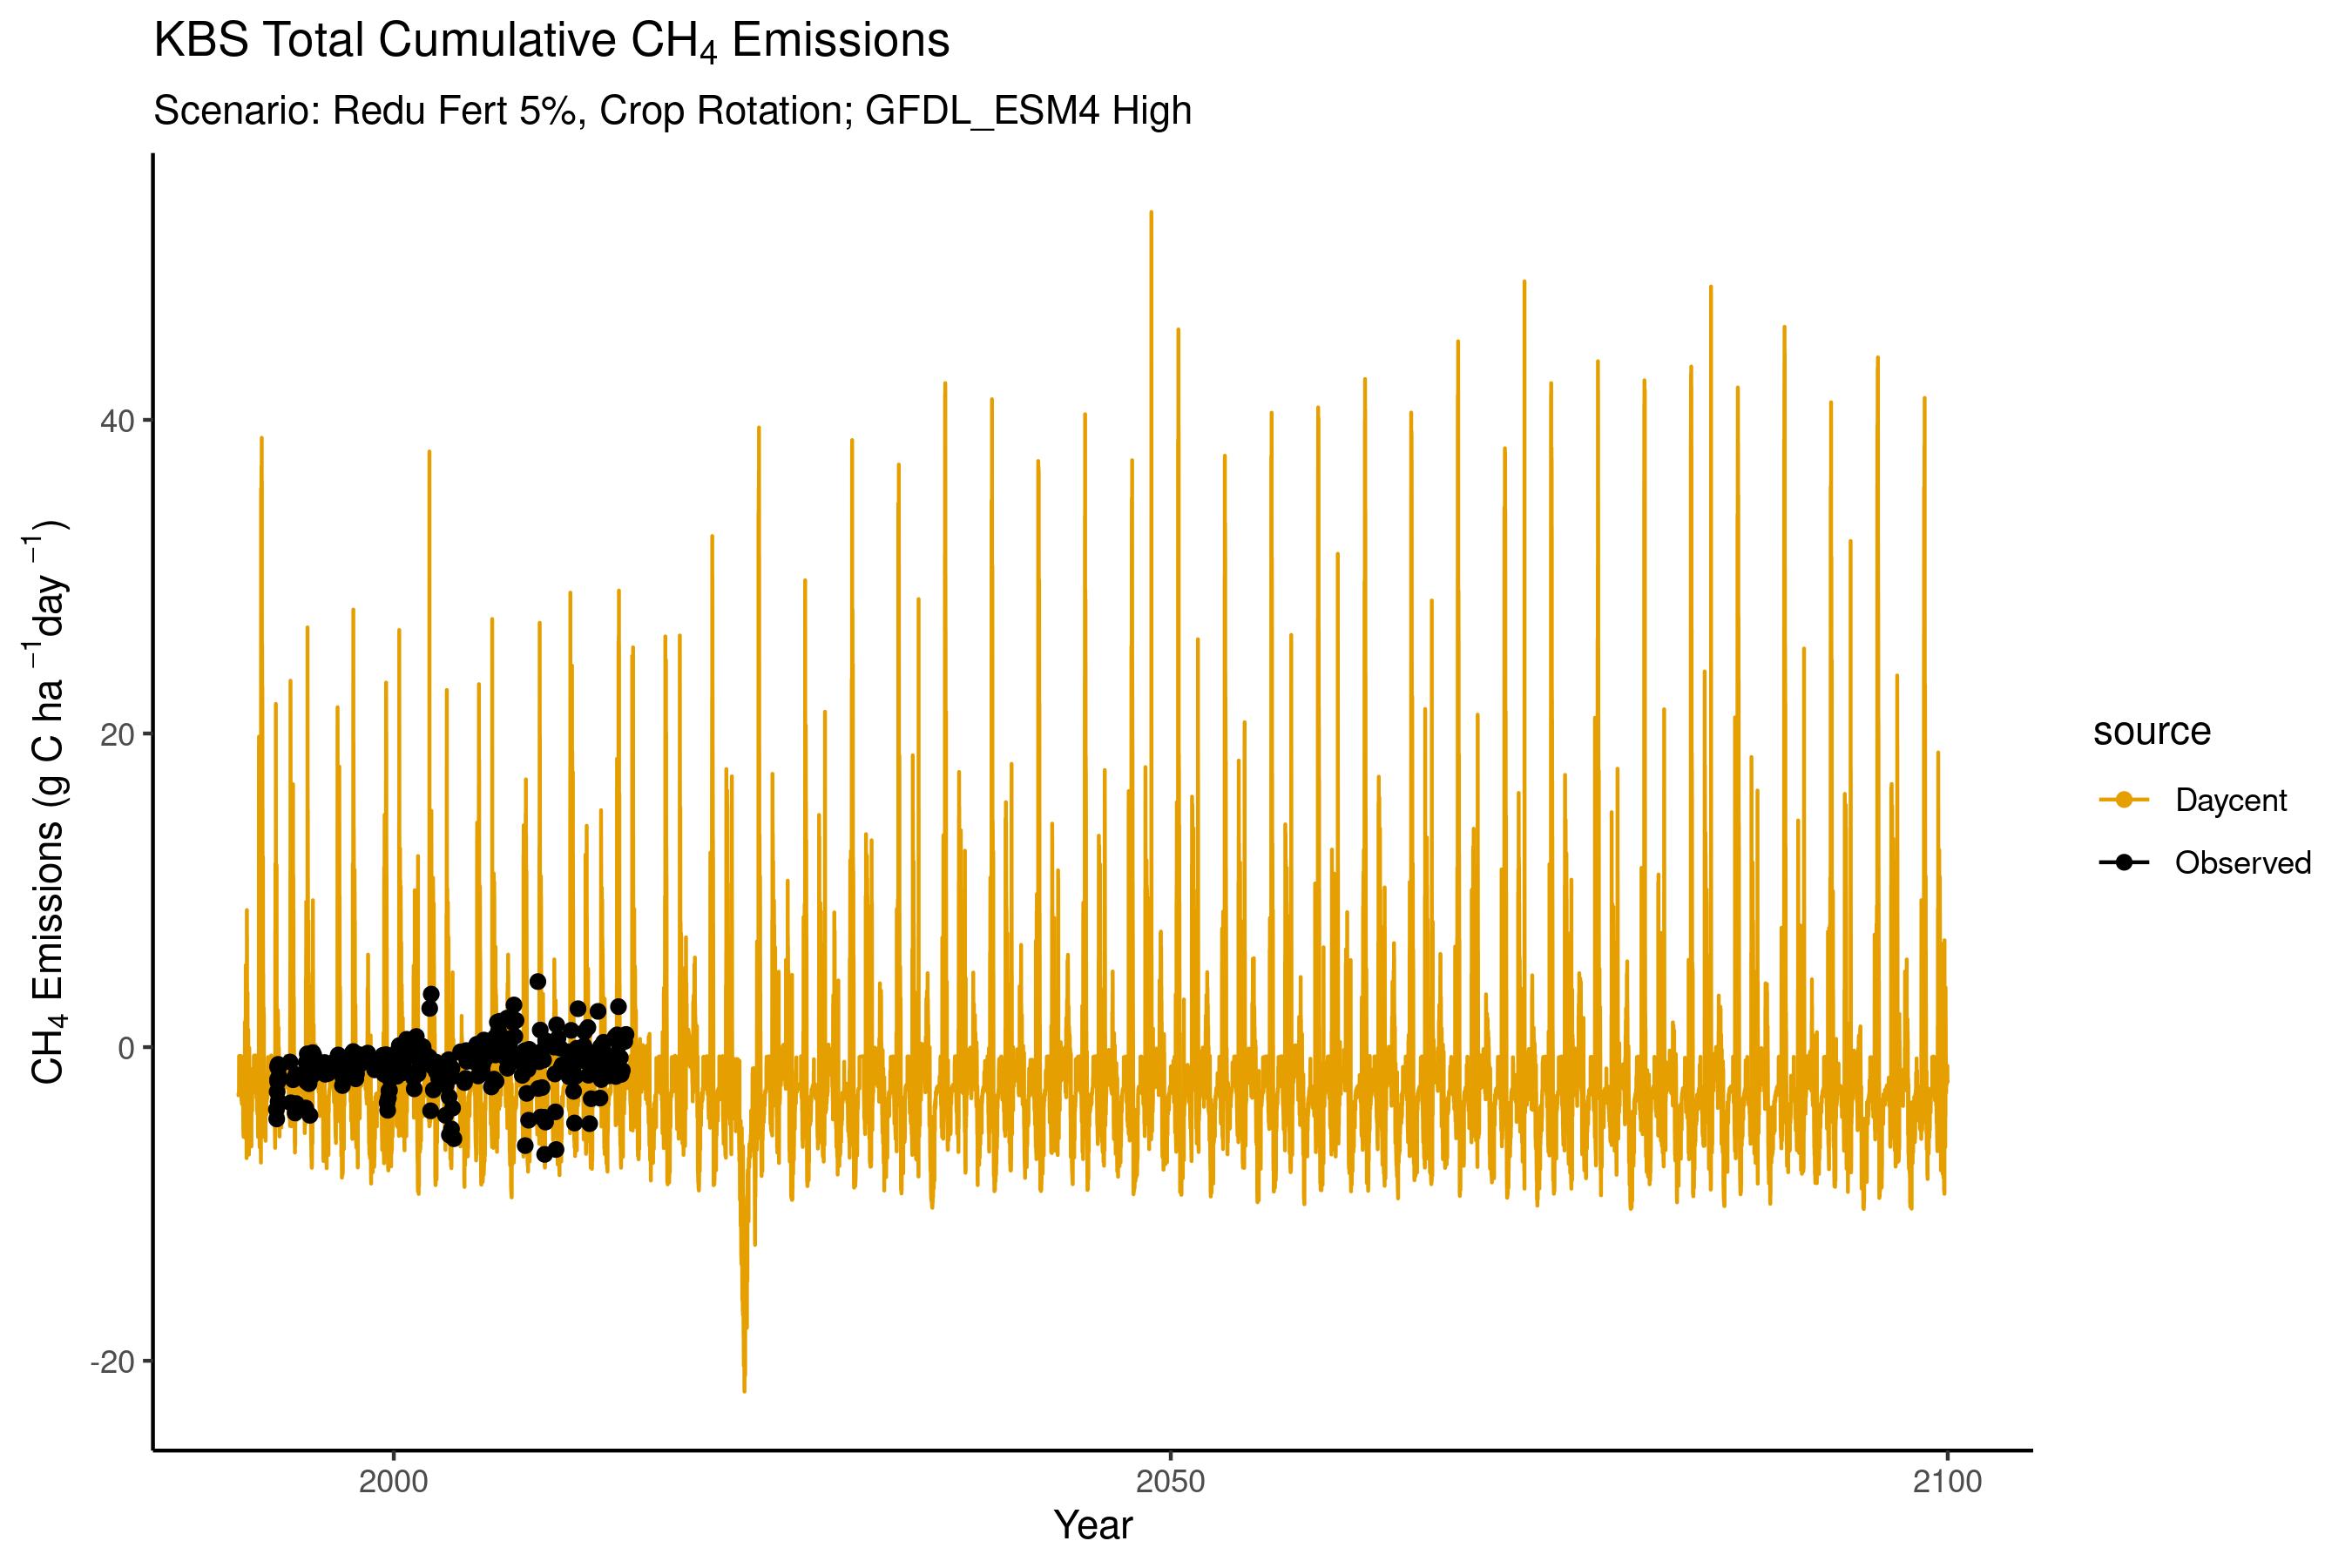 KBS Total Cumulative CH₄ Emissions
Scenario: Redu Fert 5%, Crop Rotation; GFDL_ESM4 High
CH₄ Emissions (g C ha ⁻¹day ⁻¹)
40
20
0
-20
2000
2050
2100
Year
source
Daycent
Observed